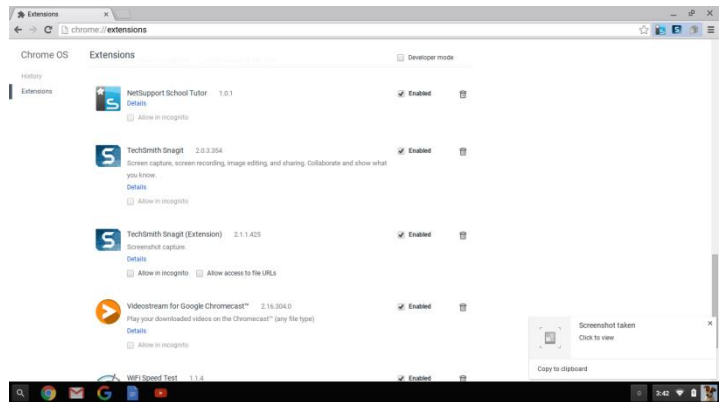 Extensions
chrome://extensions
Chrome OS
Extensions
Developer mode
History
Extensions
NetSupport School Tutor 1.0.1
Enabled
Details
Allow in incognito
TechSmith Snagit 2.0.3.354
Enabled
Screen capture, screen recording, image editing, and sharing. Collaborate and show what
you know.
Details
Allow in incognito
TechSmith Snagit (Extension) 2.1.1.425
Enabled
Screenshot capture.
Details
Allow in incognito Allow access to file URLs
Videostream for Google Chromecast™ 2.16.304.0
Enabled
Play your downloaded videos on the Chromecast™ (any file type)
Details
Allow in incognito
WiFi Speed Test 1.1.4
Enabled
Screenshot taken
Click to view
Copy to clipboard
0 3:42